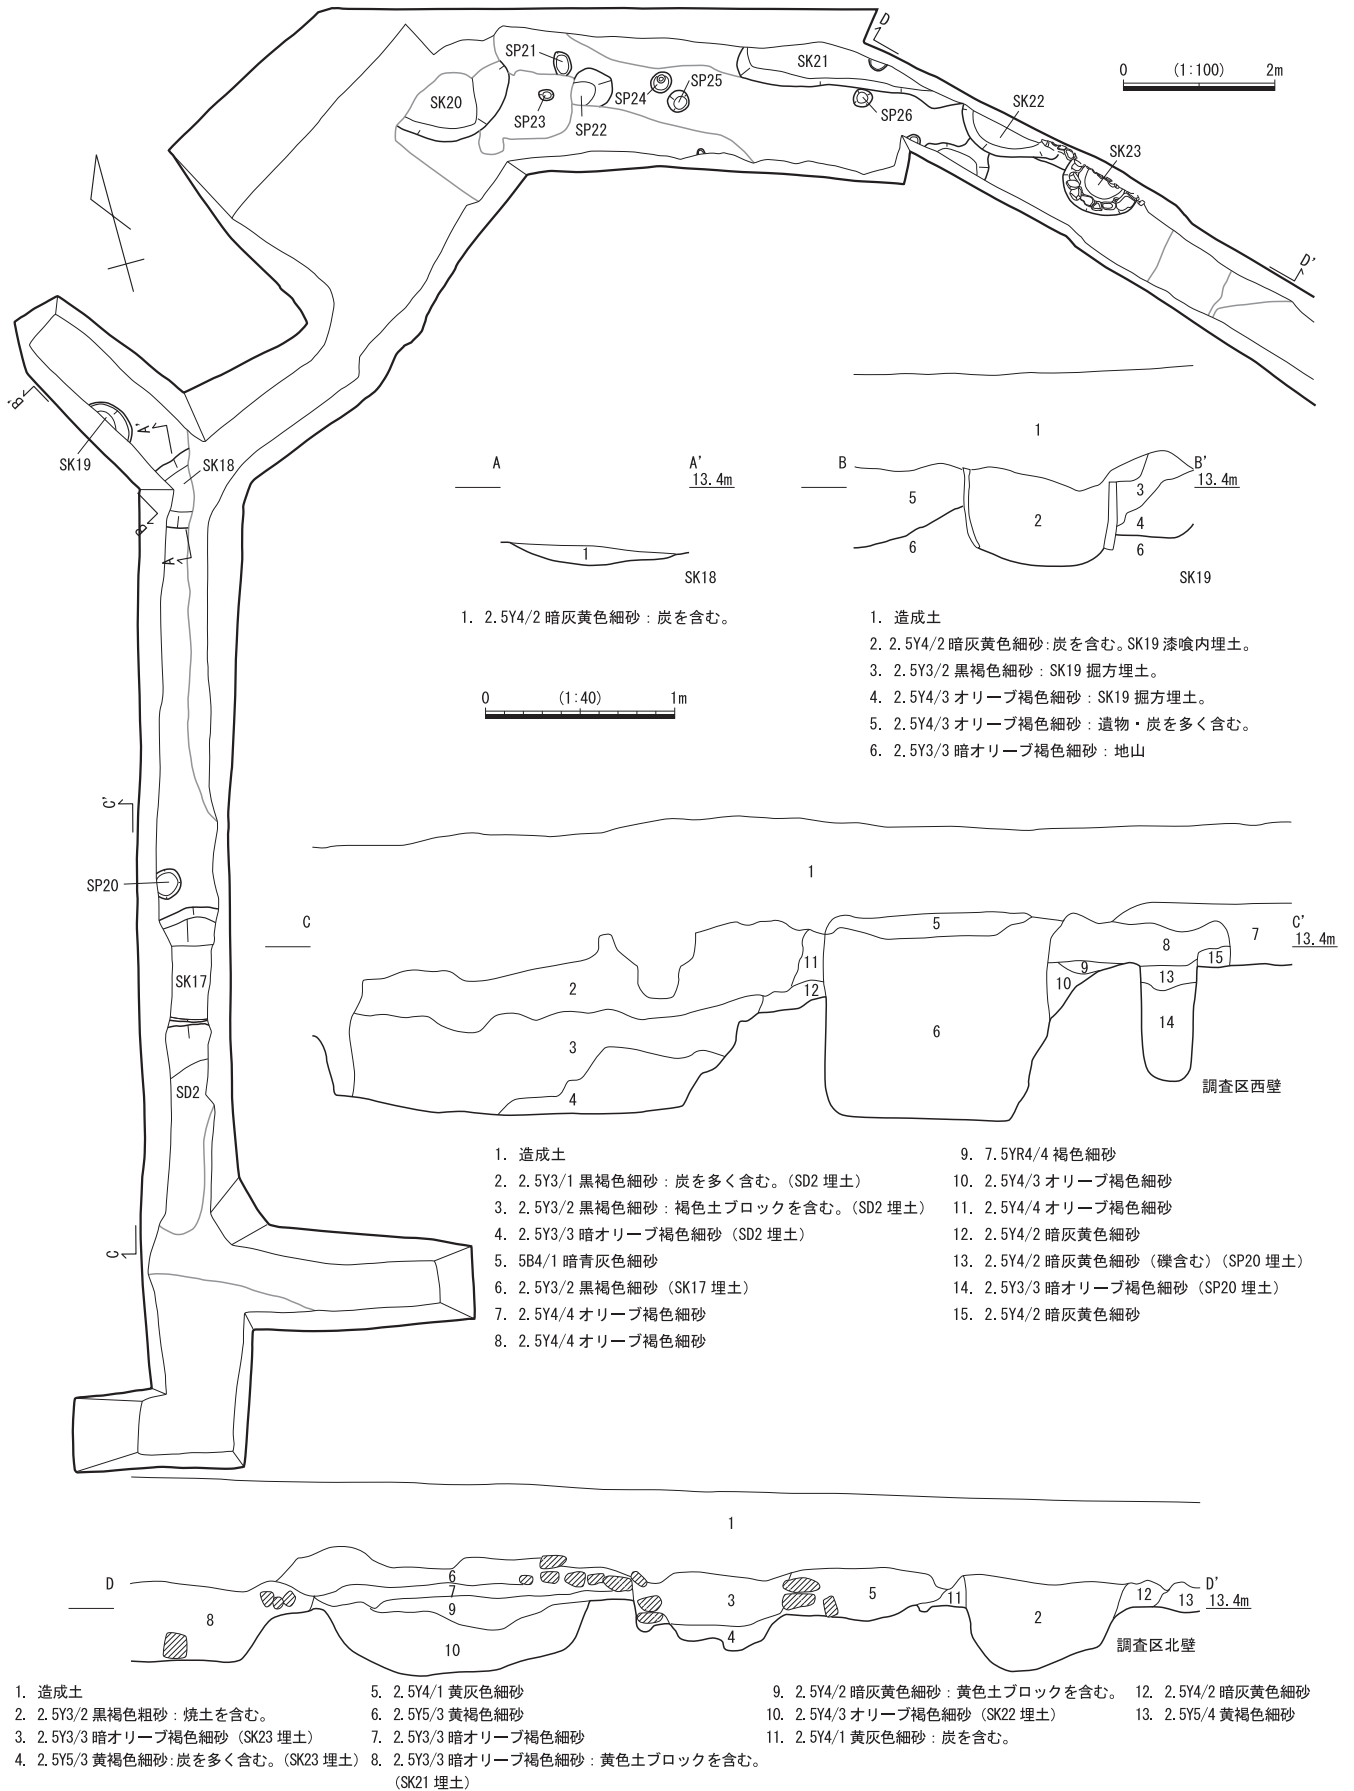 D
SP21
SK21
0 (1:100) 2m
SK20
SP24
SP25
SK22
SP23
SP22
SP26
SK23
D'
B'
A'
SK19
SK18
B
A
1
A
A'
13.4m
B
B'
13.4m
5
2
3
4
6
6
1
SK18
SK19
1. 2.5Y4/2 暗灰黄色細砂：炭を含む。
1. 造成土
2. 2.5Y4/2 暗灰黄色細砂：炭を含む。SK19 漆喰内埋土。
3. 2.5Y3/2 黒褐色細砂：SK19 掘方埋土。
4. 2.5Y4/3 オリーブ褐色細砂：SK19 掘方埋土。
5. 2.5Y4/3 オリーブ褐色細砂：遺物・炭を多く含む。
6. 2.5Y3/3 暗オリーブ褐色細砂：地山
0 (1:40) 1m
C'
SP20
SK17
SD2
C
1
C
C'
13.4m
5
7
8
11
15
9
13
2
12
10
14
6
3
4
調査区西壁
1. 造成土
2. 2.5Y3/1 黒褐色細砂：炭を多く含む。（SD2 埋土）
3. 2.5Y3/2 黒褐色細砂：褐色土ブロックを含む。（SD2 埋土）
4. 2.5Y3/3 暗オリーブ褐色細砂（SD2 埋土）
5. 5B4/1 暗青灰色細砂
6. 2.5Y3/2 黒褐色細砂（SK17 埋土）
7. 2.5Y4/4 オリーブ褐色細砂
8. 2.5Y4/4 オリーブ褐色細砂
9. 7.5YR4/4 褐色細砂
10. 2.5Y4/3 オリーブ褐色細砂
11. 2.5Y4/4 オリーブ褐色細砂
12. 2.5Y4/2 暗灰黄色細砂
13. 2.5Y4/2 暗灰黄色細砂（礫含む）（SP20 埋土）
14. 2.5Y3/3 暗オリーブ褐色細砂（SP20 埋土）
15. 2.5Y4/2 暗灰黄色細砂
1
D
D'
13.4m
6
7
8
9
10
3
4
5
11
2
12
13
調査区北壁
1. 造成土
2. 2.5Y3/2 黒褐色粗砂：焼土を含む。
3. 2.5Y3/3 暗オリーブ褐色細砂（SK23 埋土）
4. 2.5Y5/3 黄褐色細砂：炭を多く含む。（SK23 埋土）
5. 2.5Y4/1 黄灰色細砂
6. 2.5Y5/3 黄褐色細砂
7. 2.5Y3/3 暗オリーブ褐色細砂
8. 2.5Y3/3 暗オリーブ褐色細砂：黄色土ブロックを含む。
（SK21 埋土）
9. 2.5Y4/2 暗灰黄色細砂：黄色土ブロックを含む。
10. 2.5Y4/3 オリーブ褐色細砂（SK22 埋土）
11. 2.5Y4/1 黄灰色細砂：炭を含む。
12. 2.5Y4/2 暗灰黄色細砂
13. 2.5Y5/4 黄褐色細砂